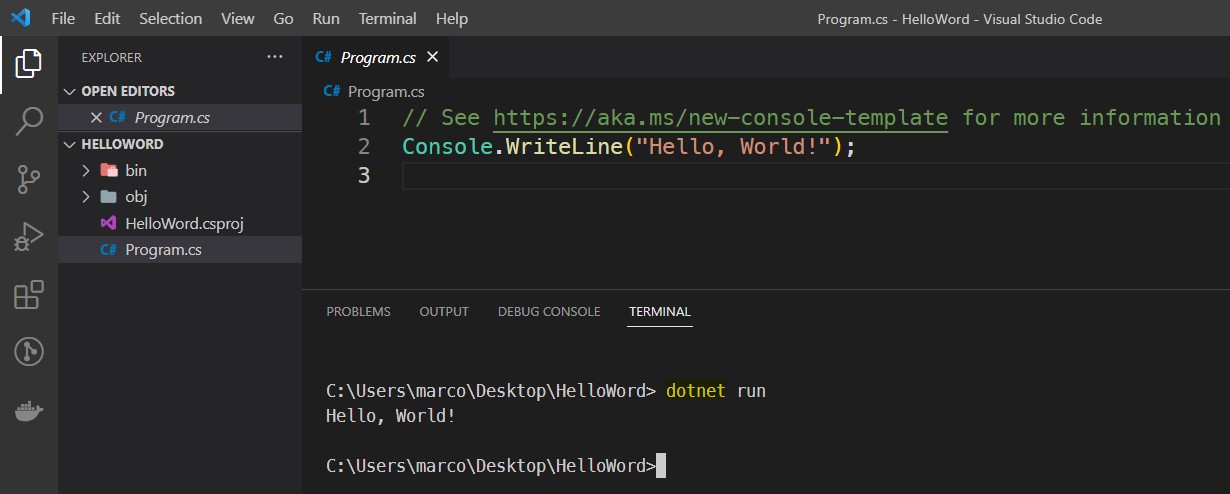 File Edit Selection View Go Run Terminal Help Program.cs - HelloWord - Visual Studio Code
EXPLORER ···
OPEN EDITORS
C# Program.cs
HELLOWORD
bin
obj
HelloWord.csproj
C# Program.cs
C# Program.cs
C# Program.cs
1 // See https://aka.ms/new-console-template for more information
2 Console.WriteLine("Hello, World!");
3
PROBLEMS OUTPUT DEBUG CONSOLE TERMINAL
C:\Users\marco\Desktop\HelloWord> dotnet run
Hello, World!
C:\Users\marco\Desktop\HelloWord>